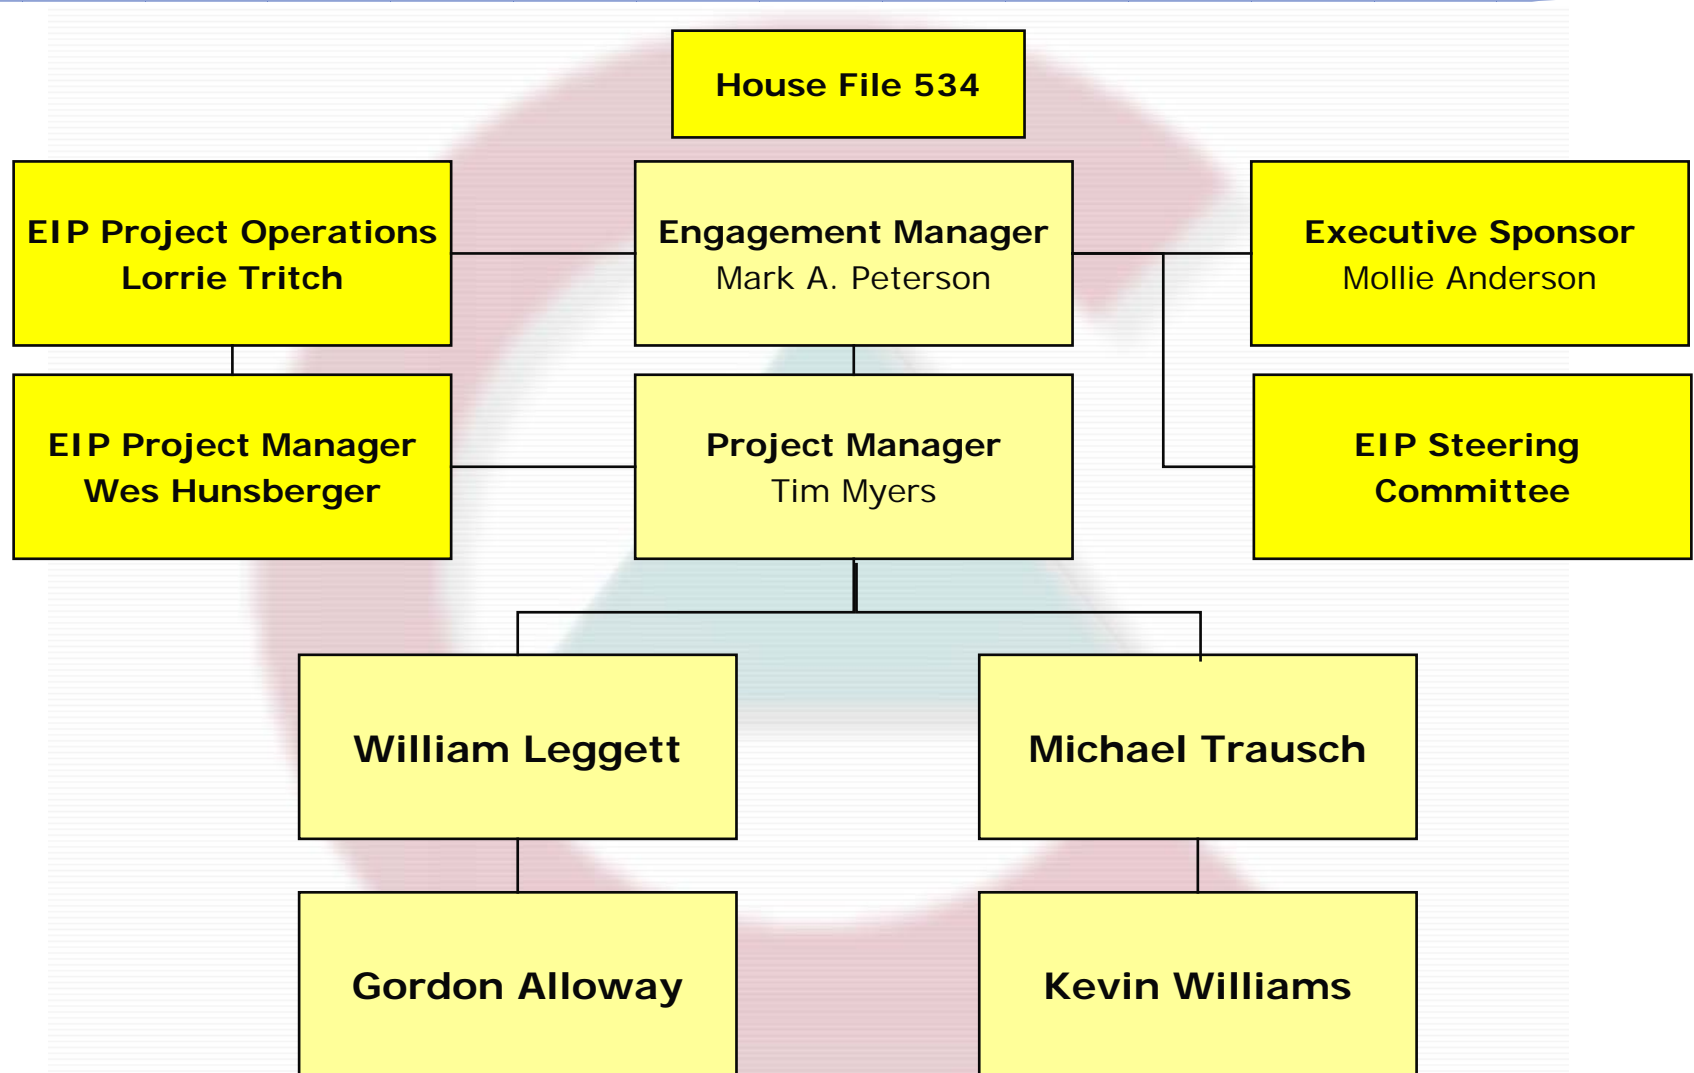 House File 534
EIP Project Operations
Lorrie Tritch
Engagement Manager
Mark A. Peterson
Executive Sponsor
Mollie Anderson
EIP Project Manager
Wes Hunsberger
Project Manager
Tim Myers
EIP Steering
Committee
William Leggett
Michael Trausch
Gordon Alloway
Kevin Williams